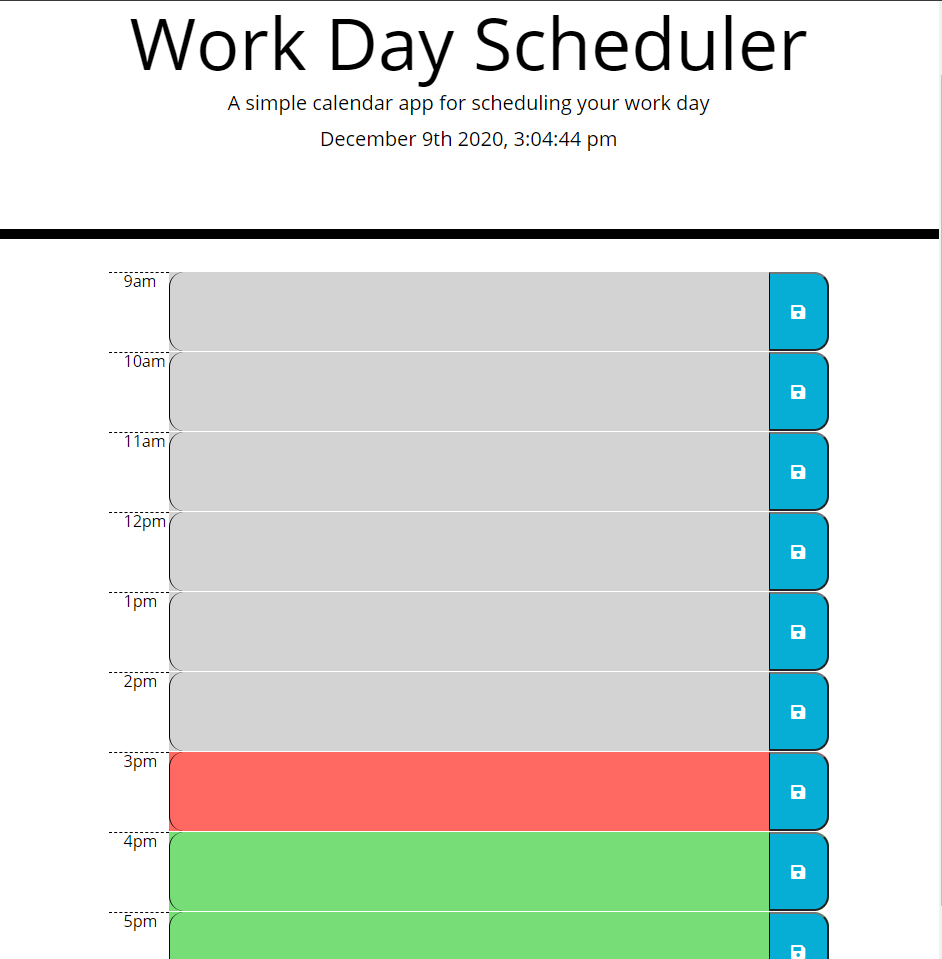 Work Day Scheduler
A simple calendar app for scheduling your work day
December 9th 2020, 3:04:44 pm
9am
10am
11am
12pm
1pm
2pm
3pm
4pm
5pm